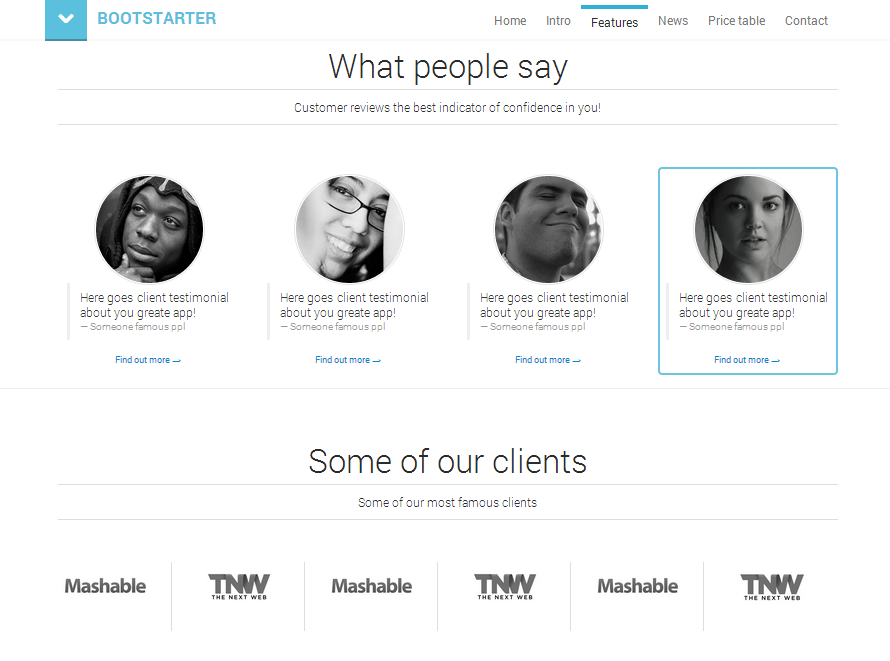 BOOTSTARTER
Home Intro Features News Price table Contact
What people say
Customer reviews the best indicator of confidence in you!
Here goes client testimonial
about you greate app!
— Someone famous ppl
Find out more
Here goes client testimonial
about you greate app!
— Someone famous ppl
Find out more
Here goes client testimonial
about you greate app!
— Someone famous ppl
Find out more
Here goes client testimonial
about you greate app!
— Someone famous ppl
Find out more
Some of our clients
Some of our most famous clients
Mashable
TNW
THE NEXT WEB
Mashable
TNW
THE NEXT WEB
Mashable
TNW
THE NEXT WEB